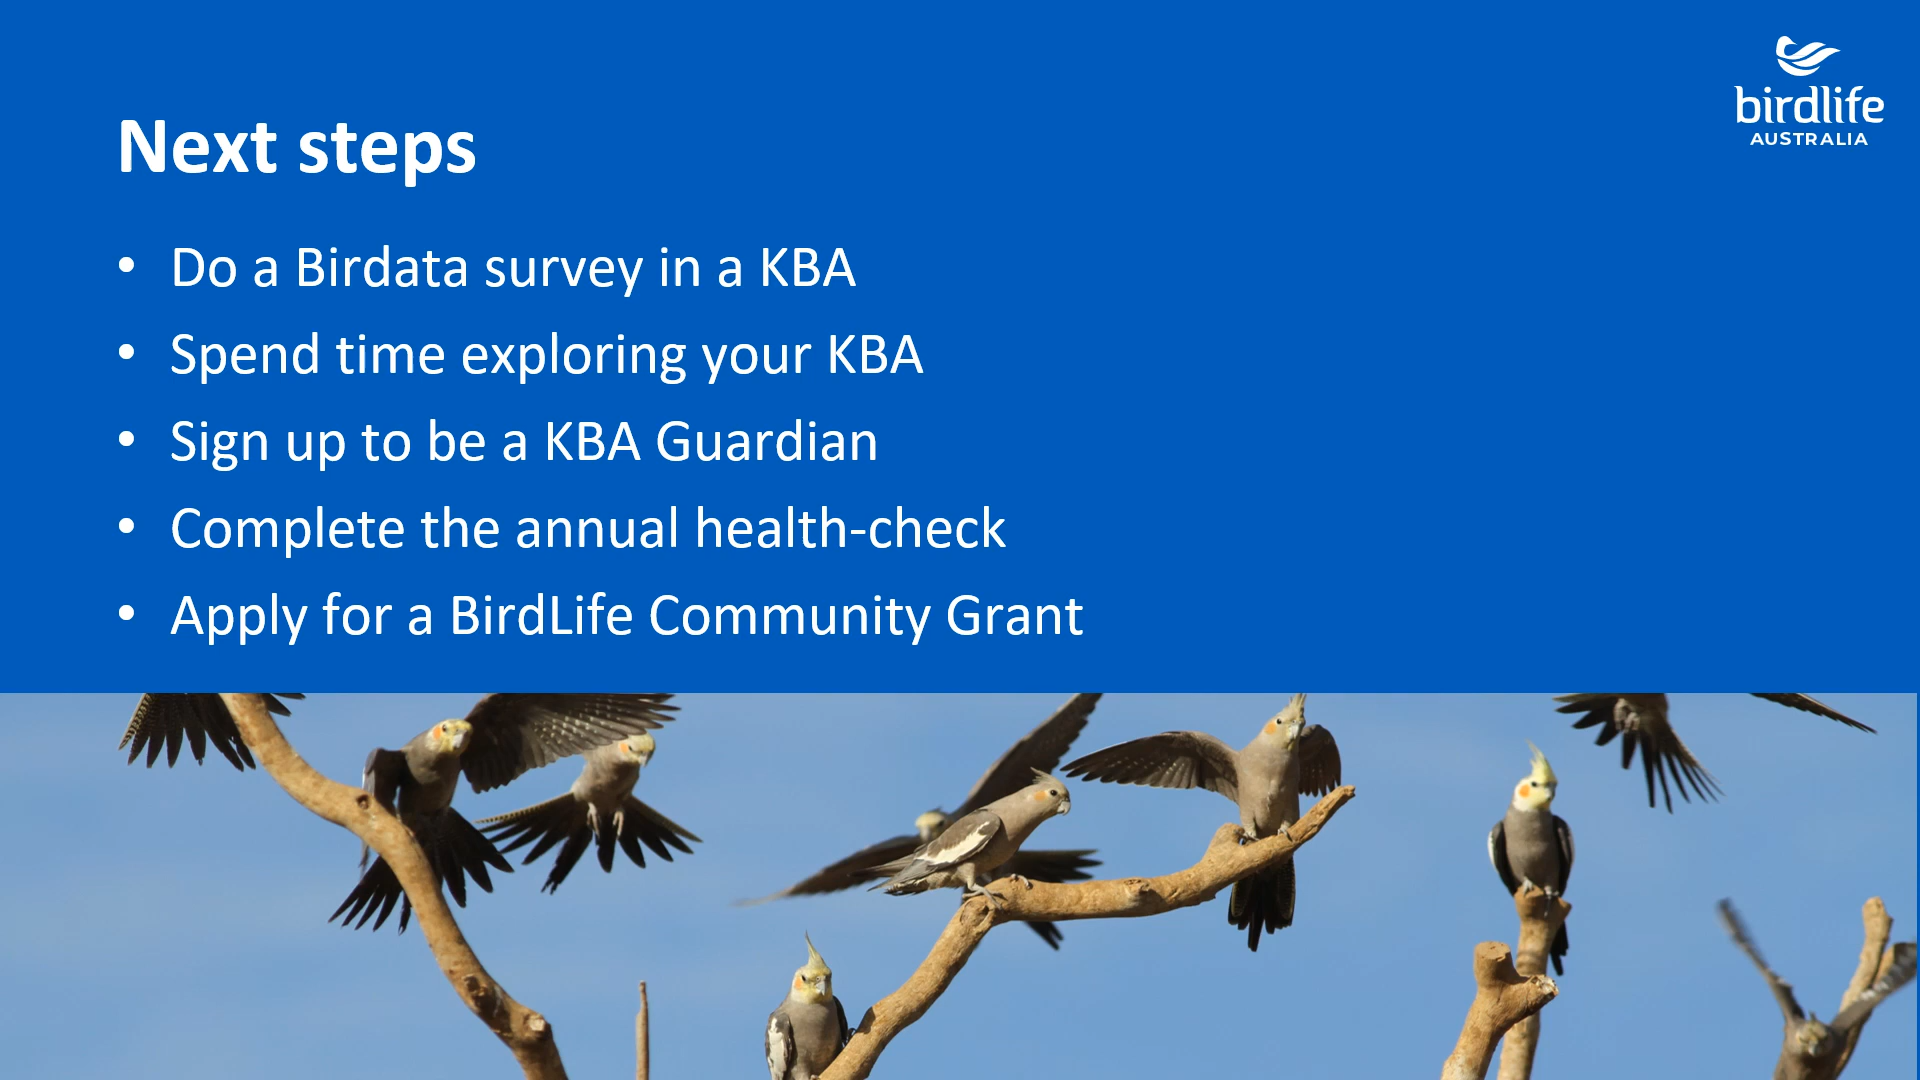 birdlife
AUSTRALIA
Next steps
• Do a Birdata survey in a KBA
• Spend time exploring your KBA
• Sign up to be a KBA Guardian
• Complete the annual health-check
• Apply for a BirdLife Community Grant